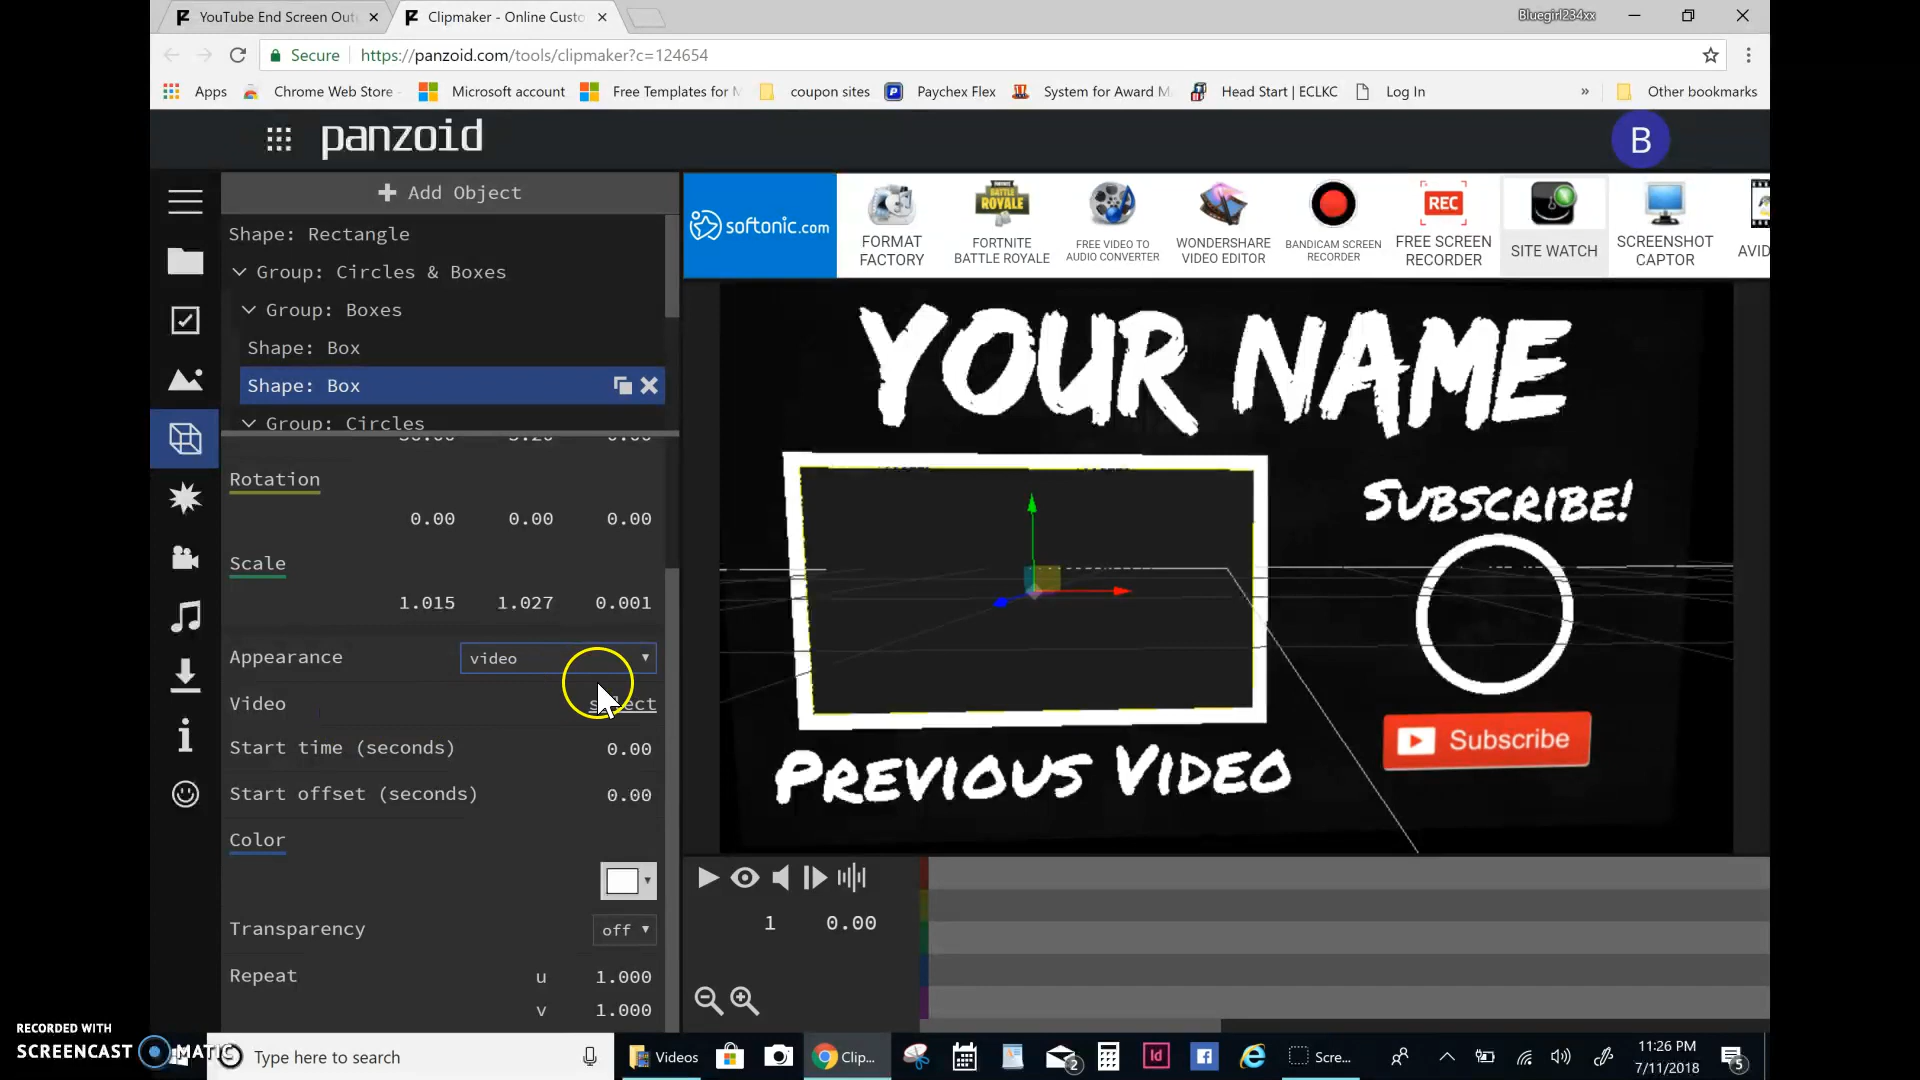 YouTube End Screen Out
Clipmaker - Online Custo
Bluegirl234xx
Secure
https://panzoid.com/tools/clipmaker?c=124654
Apps
Chrome Web Store
Microsoft account
Free Templates for M
coupon sites
Paychex Flex
System for Award M
Head Start | ECLKC
Log In
»
Other bookmarks
panzoid
B
Add Object
Shape: Rectangle
Group: Circles & Boxes
Group: Boxes
Shape: Box
Shape: Box
Group: Circles
Rotation
0.00 0.00 0.00
Scale
1.015 1.027 0.001
Appearance video
Video
Start time (seconds) 0.00
Start offset (seconds) 0.00
Color
Transparency off
Repeat u 1.000
v 1.000
softonic.com
FORMAT
FACTORY
FORTNITE
BATTLE ROYALE
FREE VIDEO TO
AUDIO CONVERTER
WONDERSHARE
VIDEO EDITOR
BANDICAM SCREEN
RECORDER
REC
FREE SCREEN
RECORDER
SITE WATCH
SCREENSHOT
CAPTOR
AVID
YOUR NAME
SUBSCRIBE!
Subscribe
PREVIOUS VIDEO
1 0.00
RECORDED WITH
SCREENCAST MATIC
Type here to search
Videos
Clip...
2
Id
Scre...
11:26 PM
7/11/2018
5